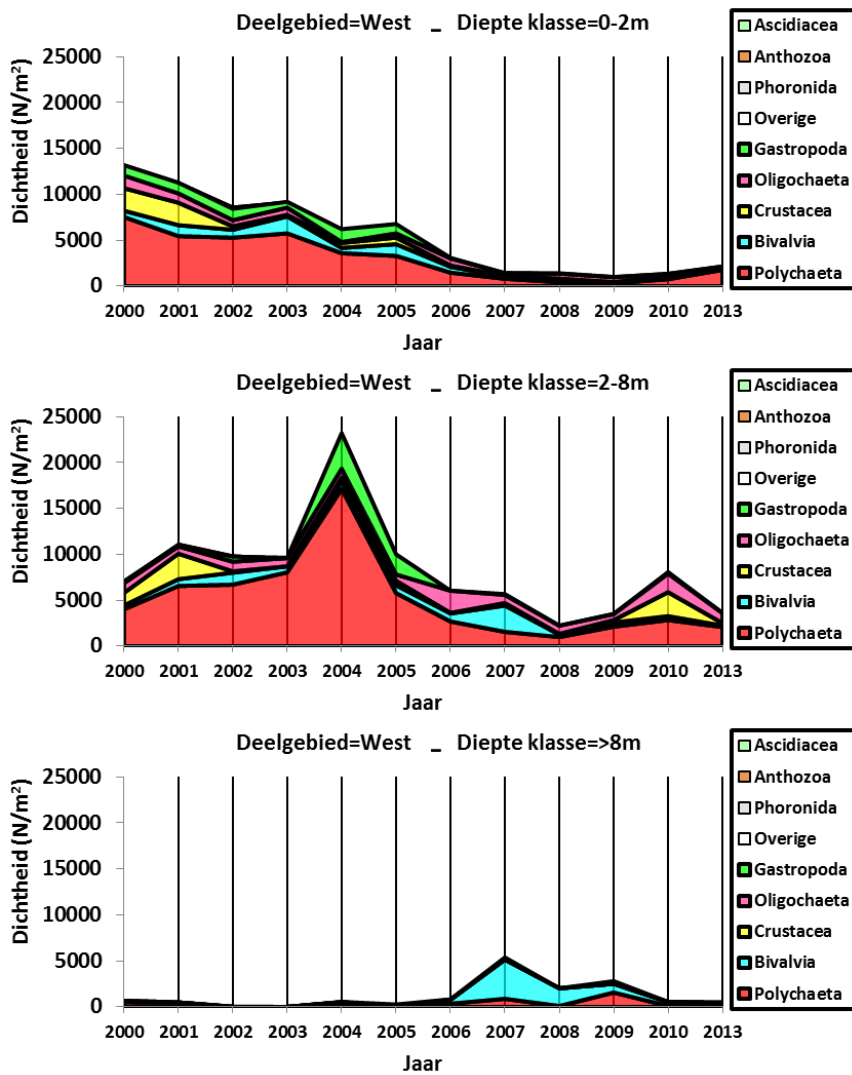 Deelgebied=West _ Diepte klasse=0-2m
Dichtheid (N/m²)
25000
20000
15000
10000
5000
0
2000 2001 2002 2003 2004 2005 2006 2007 2008 2009 2010 2013
Jaar
Ascidiacea
Anthozoa
Phoronida
Overige
Gastropoda
Oligochaeta
Crustacea
Bivalvia
Polychaeta
Deelgebied=West _ Diepte klasse=2-8m
Dichtheid (N/m²)
25000
20000
15000
10000
5000
0
2000 2001 2002 2003 2004 2005 2006 2007 2008 2009 2010 2013
Jaar
Ascidiacea
Anthozoa
Phoronida
Overige
Gastropoda
Oligochaeta
Crustacea
Bivalvia
Polychaeta
Deelgebied=West _ Diepte klasse=>8m
Dichtheid (N/m²)
25000
20000
15000
10000
5000
0
2000 2001 2002 2003 2004 2005 2006 2007 2008 2009 2010 2013
Jaar
Ascidiacea
Anthozoa
Phoronida
Overige
Gastropoda
Oligochaeta
Crustacea
Bivalvia
Polychaeta